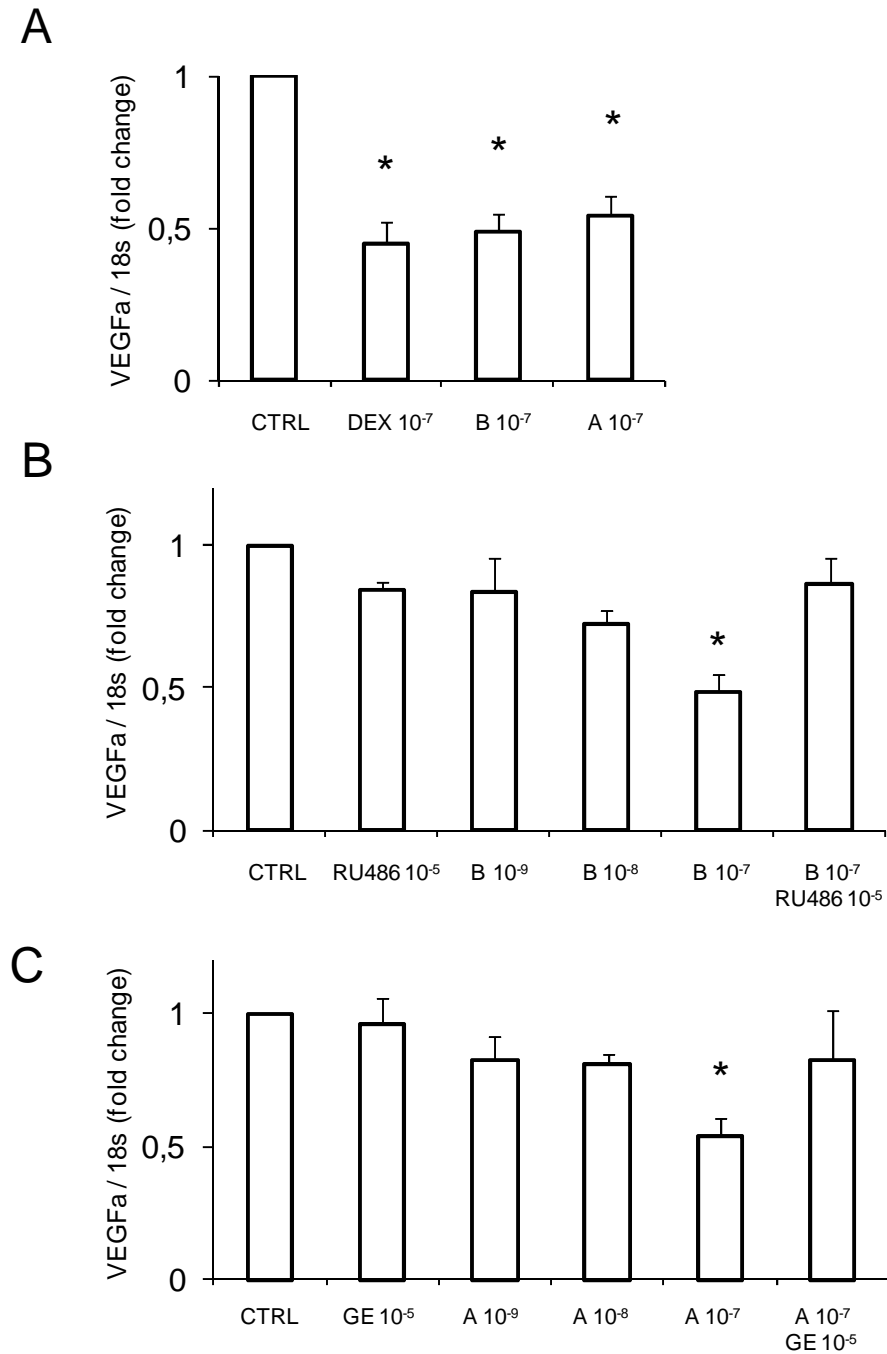 A
VEGFa / 18s (fold change)
1
0,5
0
*
*
*
CTRL DEX 10⁻⁷ B 10⁻⁷ A 10⁻⁷
B
VEGFa / 18s (fold change)
1
0,5
0
*
CTRL RU486 10⁻⁵ B 10⁻⁹ B 10⁻⁸ B 10⁻⁷ B 10⁻⁷
RU486 10⁻⁵
C
VEGFa / 18s (fold change)
1
0,5
0
*
CTRL GE 10⁻⁵ A 10⁻⁹ A 10⁻⁸ A 10⁻⁷ A 10⁻⁷
GE 10⁻⁵